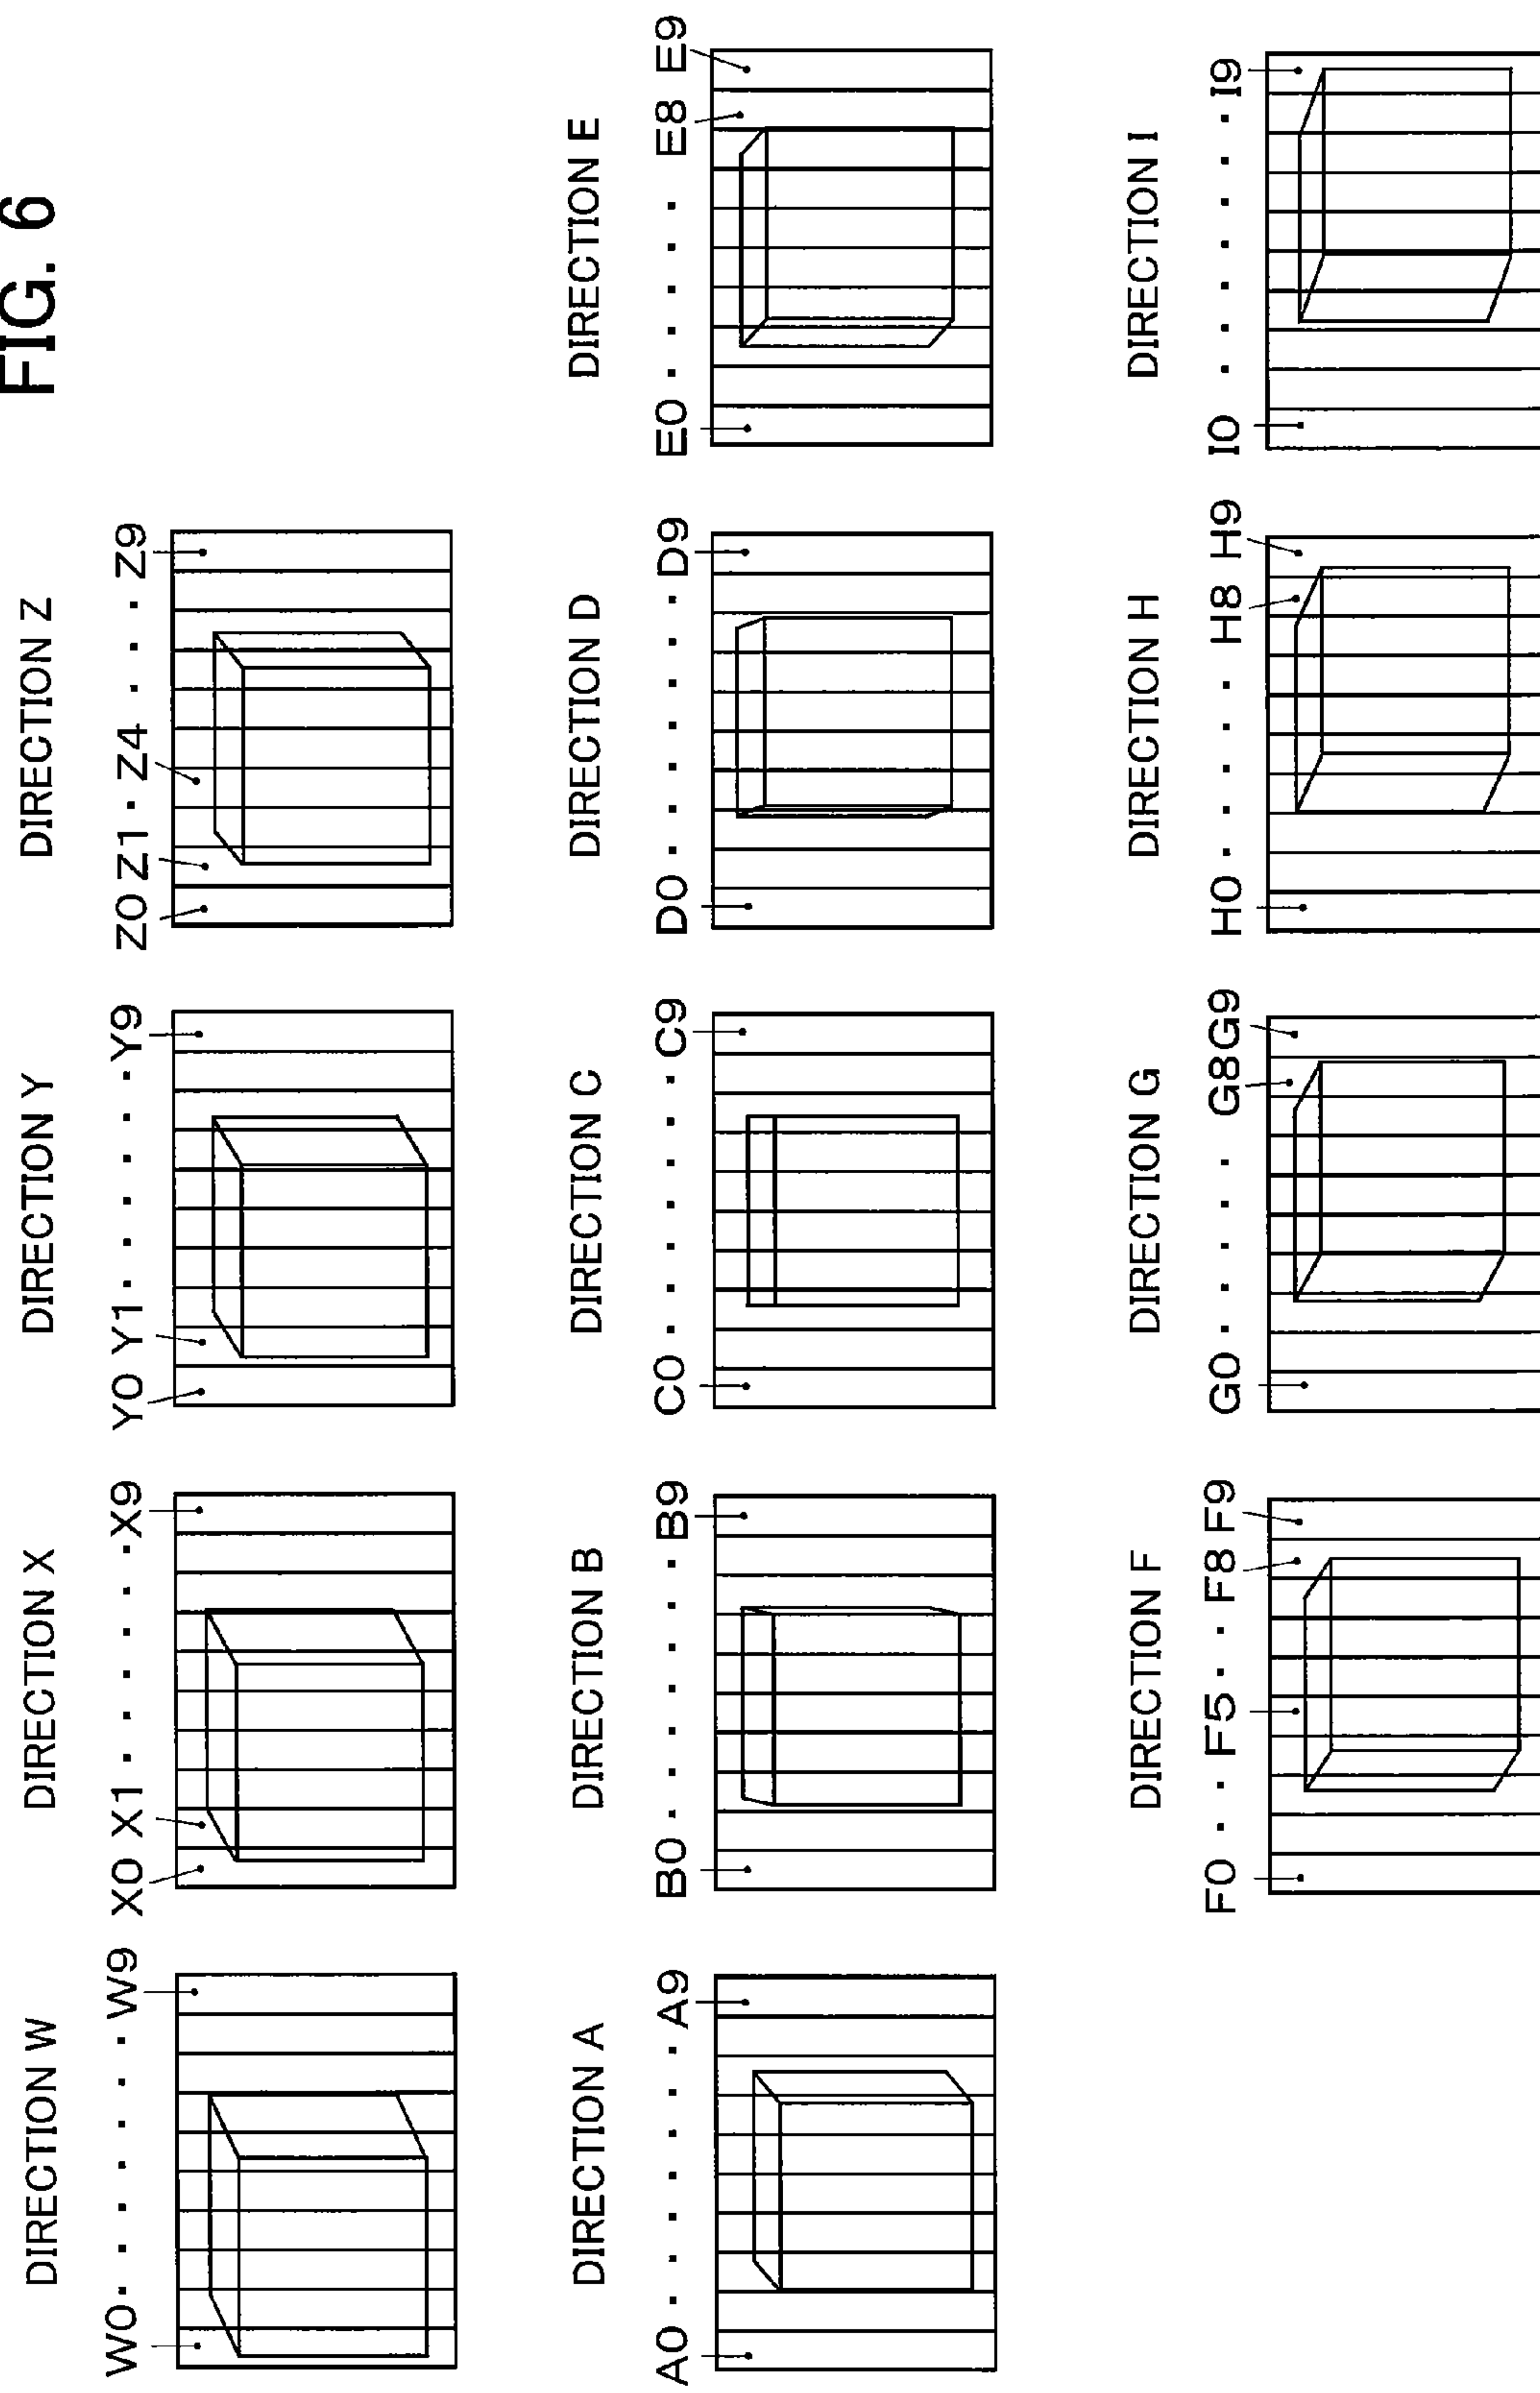 FIG. 6
DIRECTION W
W0 · · · · · · · W9
DIRECTION X
X0 X1 · · · · · · X9
DIRECTION Y
Y0 Y1 · · · · · · Y9
DIRECTION Z
Z0 Z1 · Z4 · · · Z9
DIRECTION A
A0 · · · · · · · A9
DIRECTION B
B0 · · · · · · · B9
DIRECTION C
C0 · · · · · · · C9
DIRECTION D
D0 · · · · · · · D9
DIRECTION E
E0 · · · · · E8 E9
DIRECTION F
F0 · · F5 · · F8 F9
DIRECTION G
G0 · · · · · G8 G9
DIRECTION H
H0 · · · · · H8 H9
DIRECTION I
I0 · · · · · · · I9